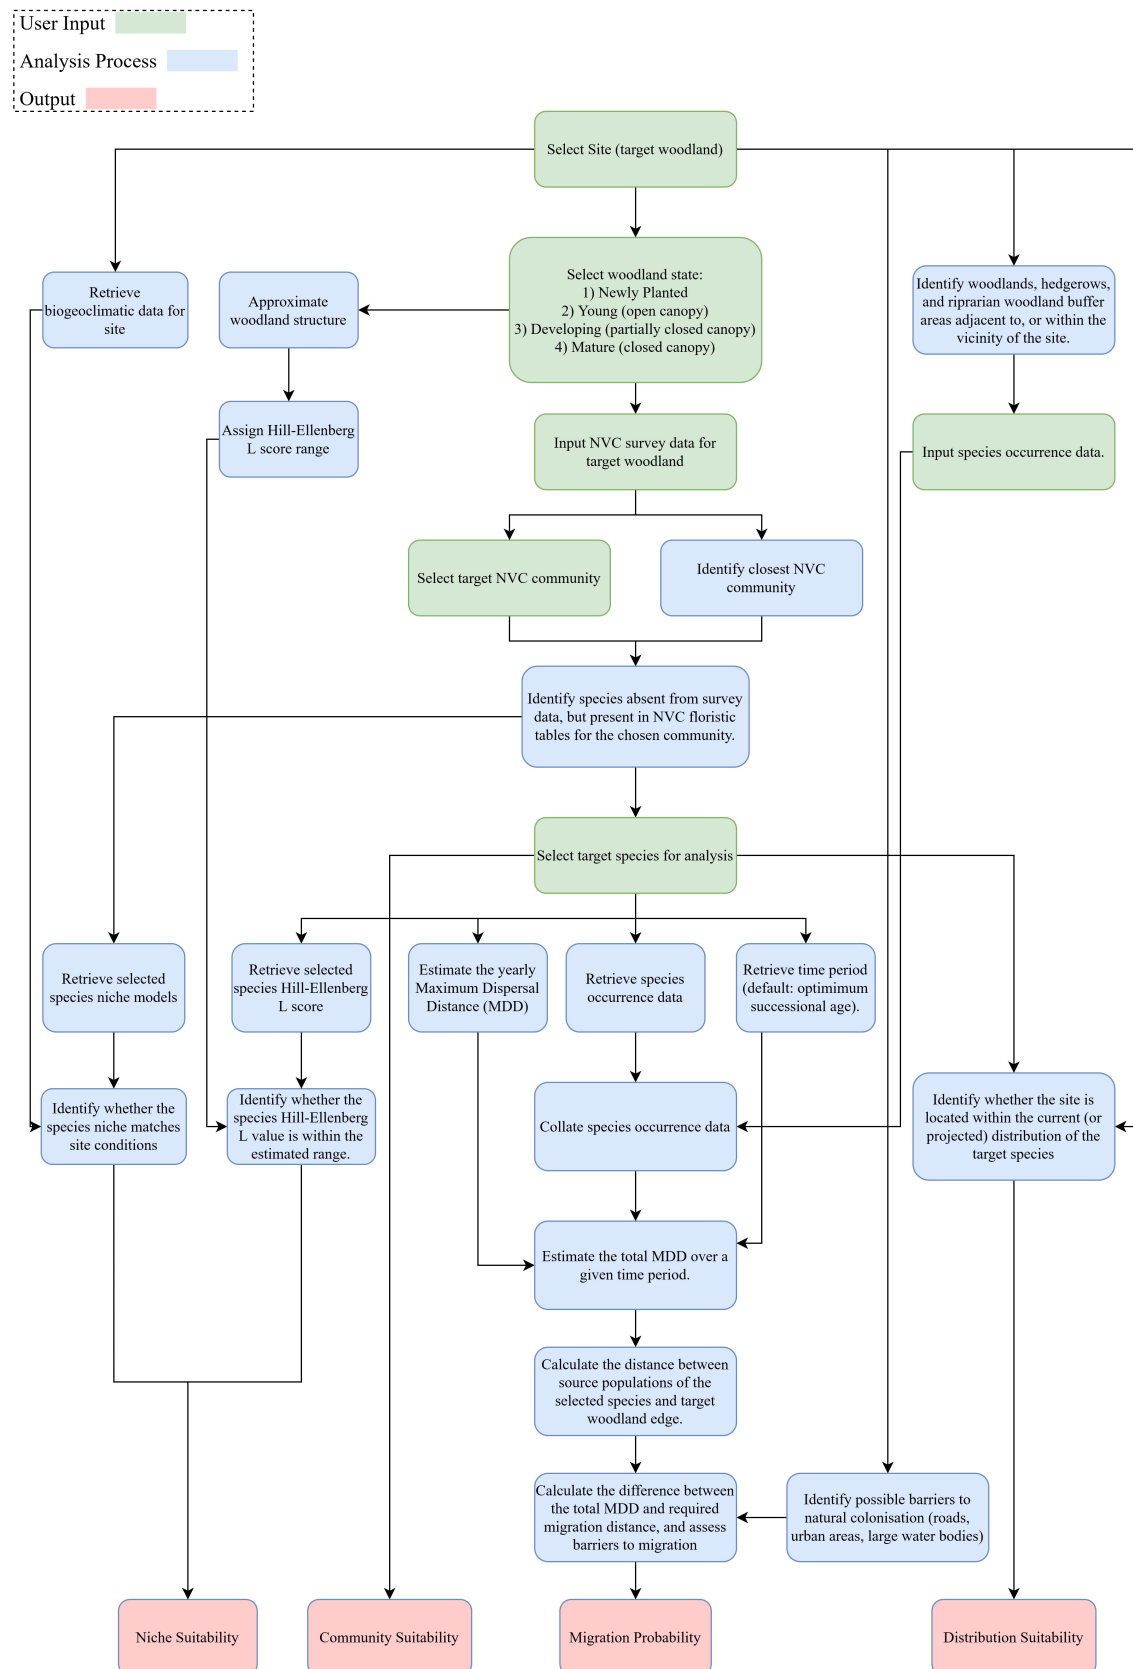 User Input
Analysis Process
Output
Select Site (target woodland)
Select woodland state:
1) Newly Planted
2) Young (open canopy)
3) Developing (partially closed canopy)
4) Mature (closed canopy)
Retrieve
biogeoclimatic data for
site
Approximate
woodland structure
Identify woodlands, hedgerows,
and riprarian woodland buffer
areas adjacent to, or within the
vicinity of the site.
Assign Hill-Ellenberg
L score range
Input NVC survey data for
target woodland
Input species occurrence data.
Select target NVC community
Identify closest NVC
community
Identify species absent from survey
data, but present in NVC floristic
tables for the chosen community.
Select target species for analysis
Retrieve selected
species niche models
Retrieve selected
species Hill-Ellenberg
L score
Estimate the yearly
Maximum Dispersal
Distance (MDD)
Retrieve species
occurrence data
Retrieve time period
(default: optimimum
successional age).
Identify whether the
species niche matches
site conditions
Identify whether the
species Hill-Ellenberg
L value is within the
estimated range.
Collate species occurrence data
Identify whether the site is
located within the current (or
projected) distribution of the
target species
Estimate the total MDD over a
given time period.
Calculate the distance between
source populations of the
selected species and target
woodland edge.
Calculate the difference between
the total MDD and required
migration distance, and assess
barriers to migration
Identify possible barriers to
natural colonisation (roads,
urban areas, large water bodies)
Niche Suitability
Community Suitability
Migration Probability
Distribution Suitability